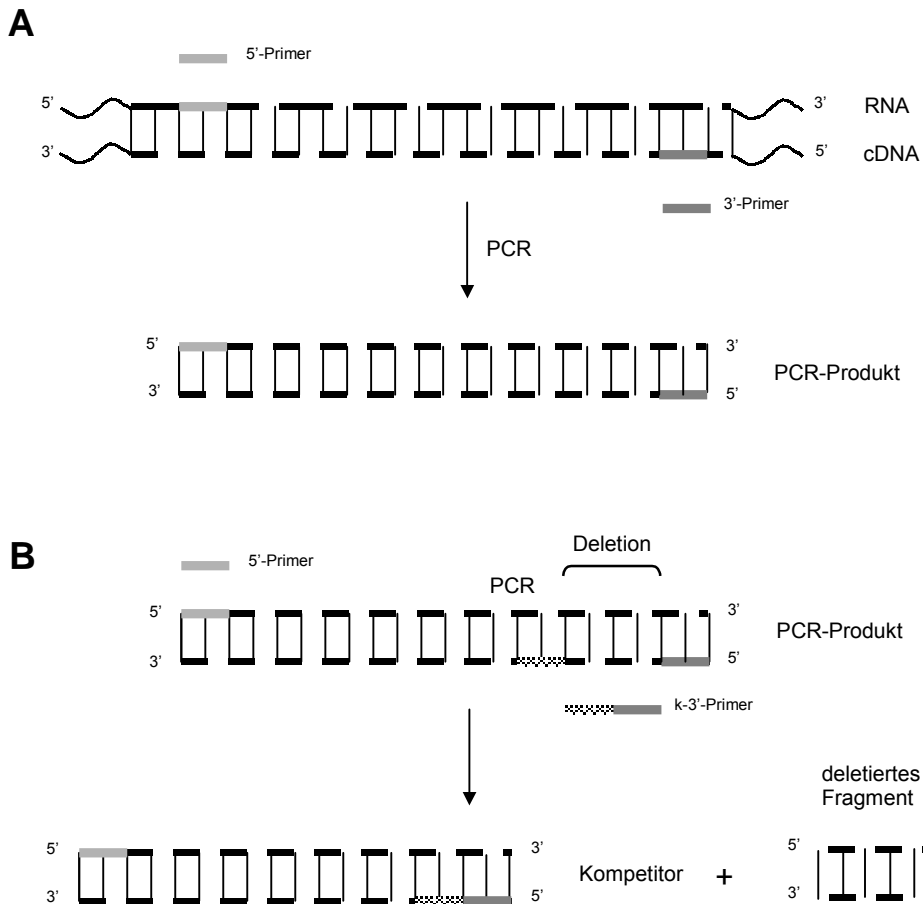 A
5’-Primer
5’ 3’ RNA
3’ 5’ cDNA
3’-Primer
PCR
5’ 3’
PCR-Produkt
3’ 5’
B
5’-Primer
Deletion
PCR
5’ 3’
PCR-Produkt
3’ 5’
k-3’-Primer
deletiertes
Fragment
5’ 3’ 5’
Kompetitor +
3’ 5’ 3’